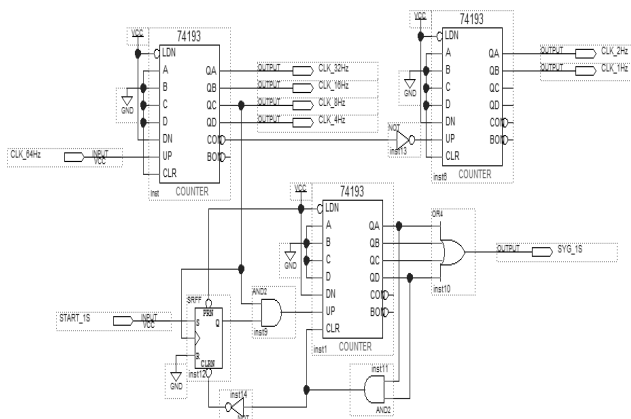 74193
VCC
LDN
A
B
C
D
DN
UP
CLR
QA
QB
QC
QD
CON
BON
GND
inst
COUNTER
CLK_64Hz
INPUT
VCC
OUTPUT
CLK_32Hz
OUTPUT
CLK_16Hz
OUTPUT
CLK_8Hz
OUTPUT
CLK_4Hz
NOT
inst13
74193
VCC
LDN
A
B
C
D
DN
UP
CLR
QA
QB
QC
QD
CON
BON
GND
inst6
COUNTER
OUTPUT
CLK_2Hz
OUTPUT
CLK_1Hz
74193
VCC
LDN
A
B
C
D
DN
UP
CLR
QA
QB
QC
QD
CON
BON
GND
inst1
COUNTER
OR4
inst10
OUTPUT
SYG_1S
START_1S
INPUT
VCC
SRFF
PRN
S
Q
R
CLRN
inst12
GND
AND2
inst9
inst14
NOT
inst11
AND2